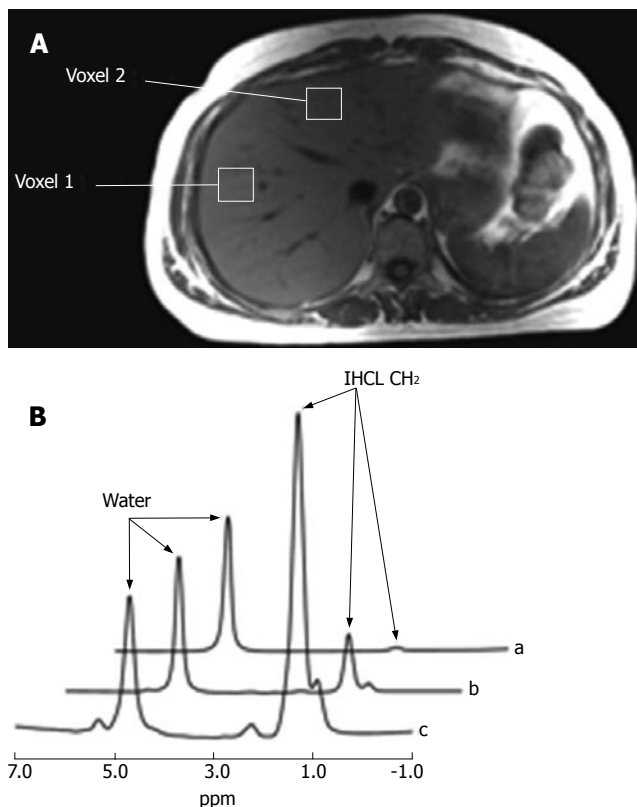 A
Voxel 2
Voxel 1
IHCL CH₂
B
Water
a
b
c
7.0 5.0 3.0 1.0 -1.0
ppm